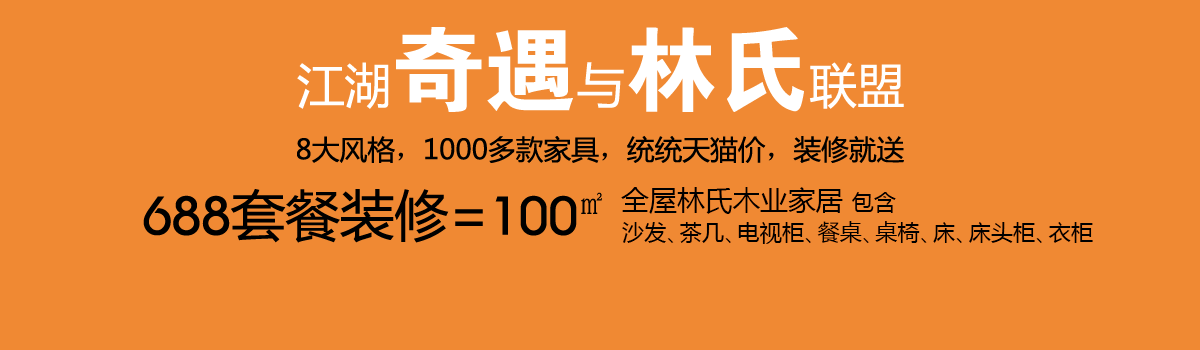 江湖奇遇与林氏联盟
8大风格，1000多款家具，统统天猫价，装修就送
688套餐装修=100㎡
全屋林氏木业家居 包含
沙发、茶几、电视柜、餐桌、桌椅、床、床头柜、衣柜